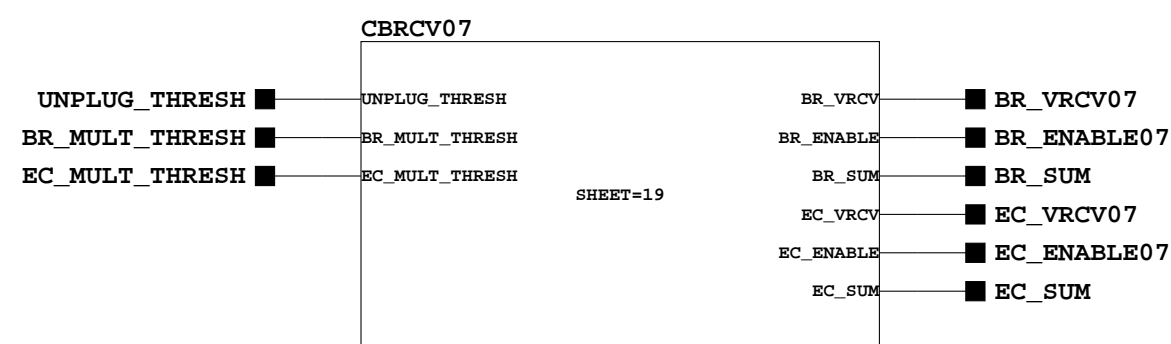 CBRCV07
UNPLUG_THRESH UNPLUG_THRESH BR_VRCV BR_VRCV07
BR_MULT_THRESH BR_MULT_THRESH BR_ENABLE BR_ENABLE07
EC_MULT_THRESH EC_MULT_THRESH BR_SUM BR_SUM
SHEET=19
EC_VRCV EC_VRCV07
EC_ENABLE EC_ENABLE07
EC_SUM EC_SUM